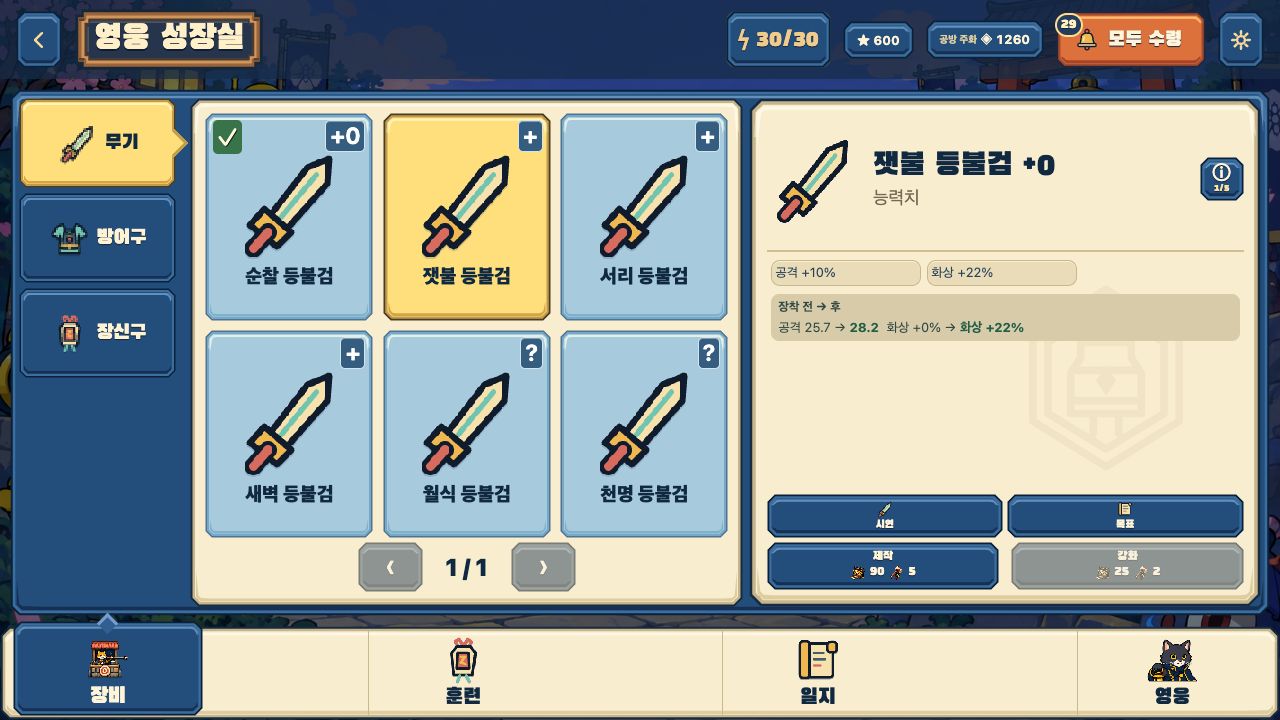 영웅 성장실
30/30
★ 600
공방 주화 ◈ 1260
29
모두 수령
무기
방어구
장신구
+0
순찰 등불검
+
잿불 등불검
+
서리 등불검
+
새벽 등불검
?
월식 등불검
?
천명 등불검
1/1
잿불 등불검 +0
능력치
1/5
공격 +10%
화상 +22%
장착 전 → 후
공격 25.7 → 28.2 화상 +0% → 화상 +22%
시연
목표
제작
90 5
강화
25 2
장비
훈련
일지
영웅